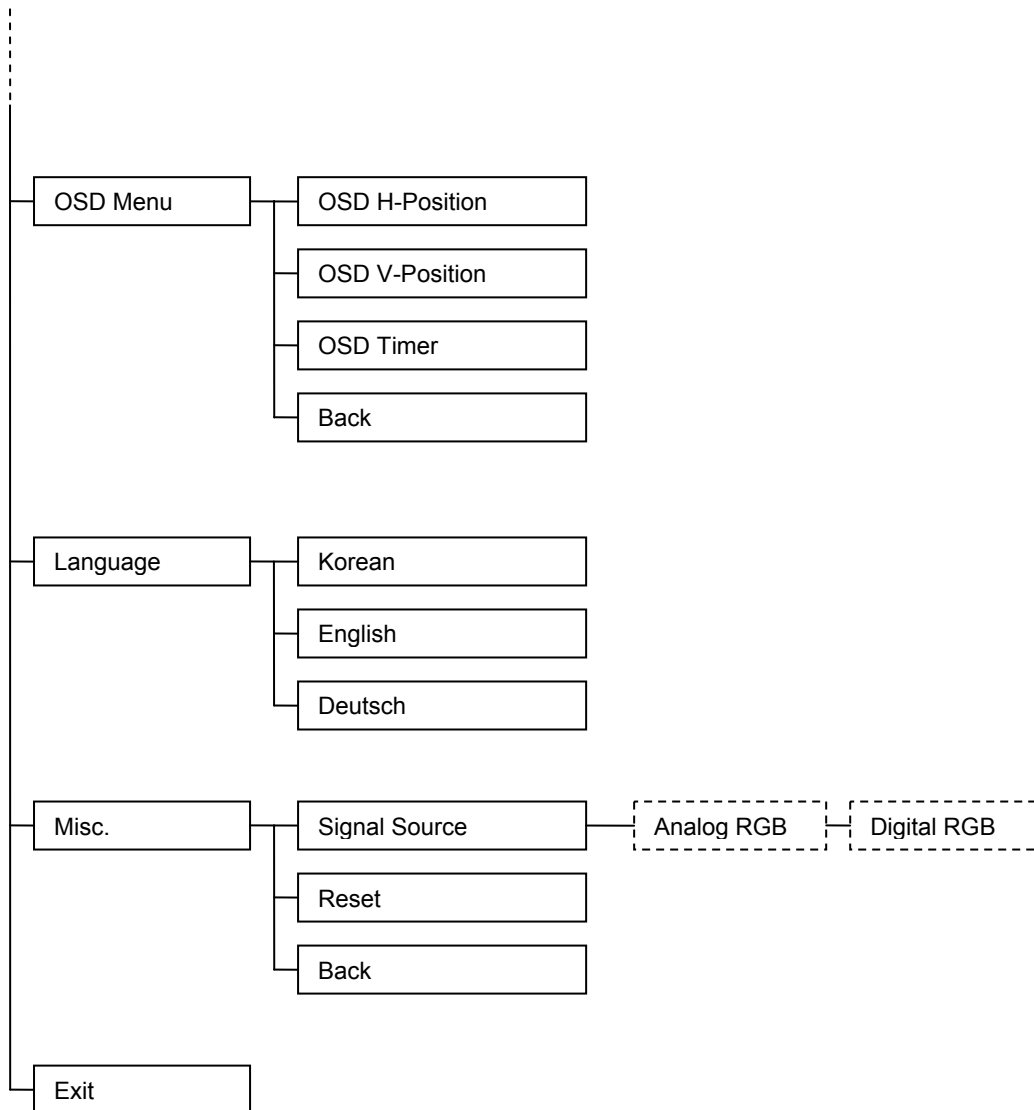 OSD Menu
OSD H-Position
OSD V-Position
OSD Timer
Back
Language
Korean
English
Deutsch
Misc.
Signal Source
Analog RGB
Digital RGB
Reset
Back
Exit